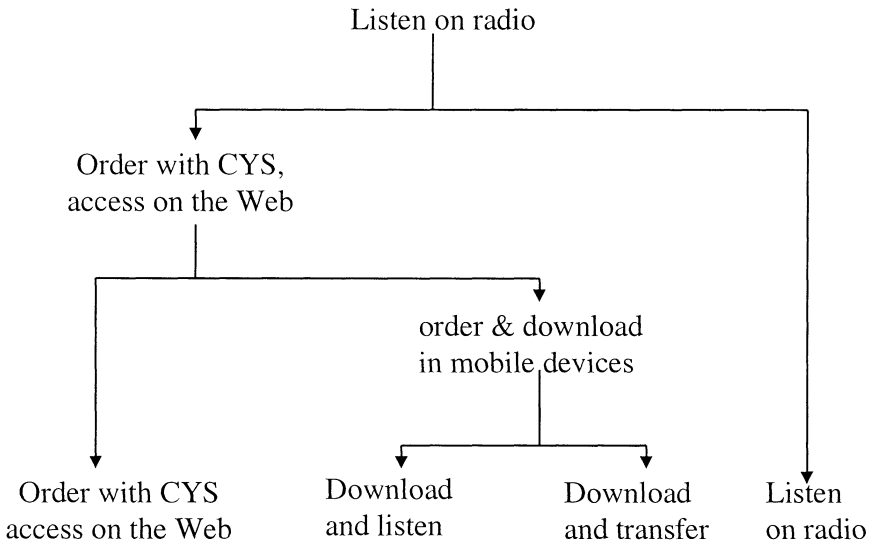 Listen on radio
Order with CYS,
access on the Web
order & download
in mobile devices
Order with CYS
access on the Web
Download
and listen
Download
and transfer
Listen
on radio